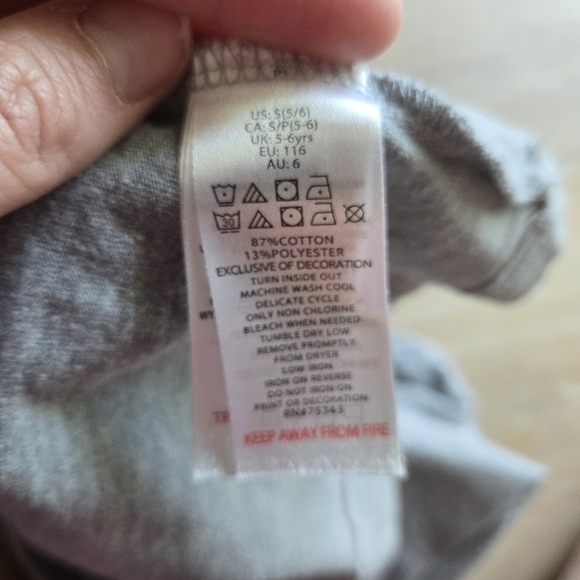 US: S(5/6)
CA: S/P(5-6)
UK: 5-6yrs
EU: 116
AU: 6
30
87%COTTON
13%POLYESTER
EXCLUSIVE OF DECORATION
TURN INSIDE OUT
MACHINE WASH COOL
DELICATE CYCLE
ONLY NON CHLORINE
BLEACH WHEN NEEDED
TUMBLE DRY LOW
REMOVE PROMPTLY
FROM DRYER
LOW IRON
IRON ON REVERSE
DO NOT IRON ON
PRINT OR DECORATION
RN#75343
KEEP AWAY FROM FIRE